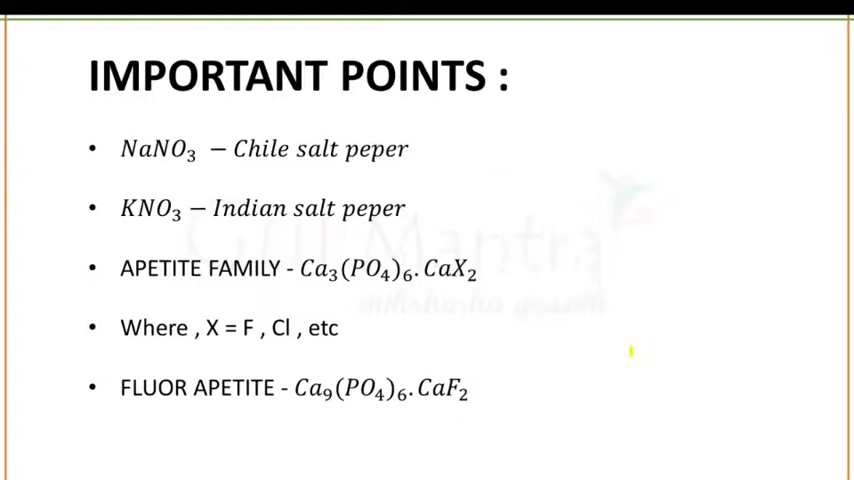 IMPORTANT POINTS :
• NaNO₃ – Chile salt peper
• KNO₃ – Indian salt peper
• APETITE FAMILY - Ca₃(PO₄)₆.CaX₂
• Where , X = F , Cl , etc
• FLUOR APETITE - Ca₉(PO₄)₆.CaF₂